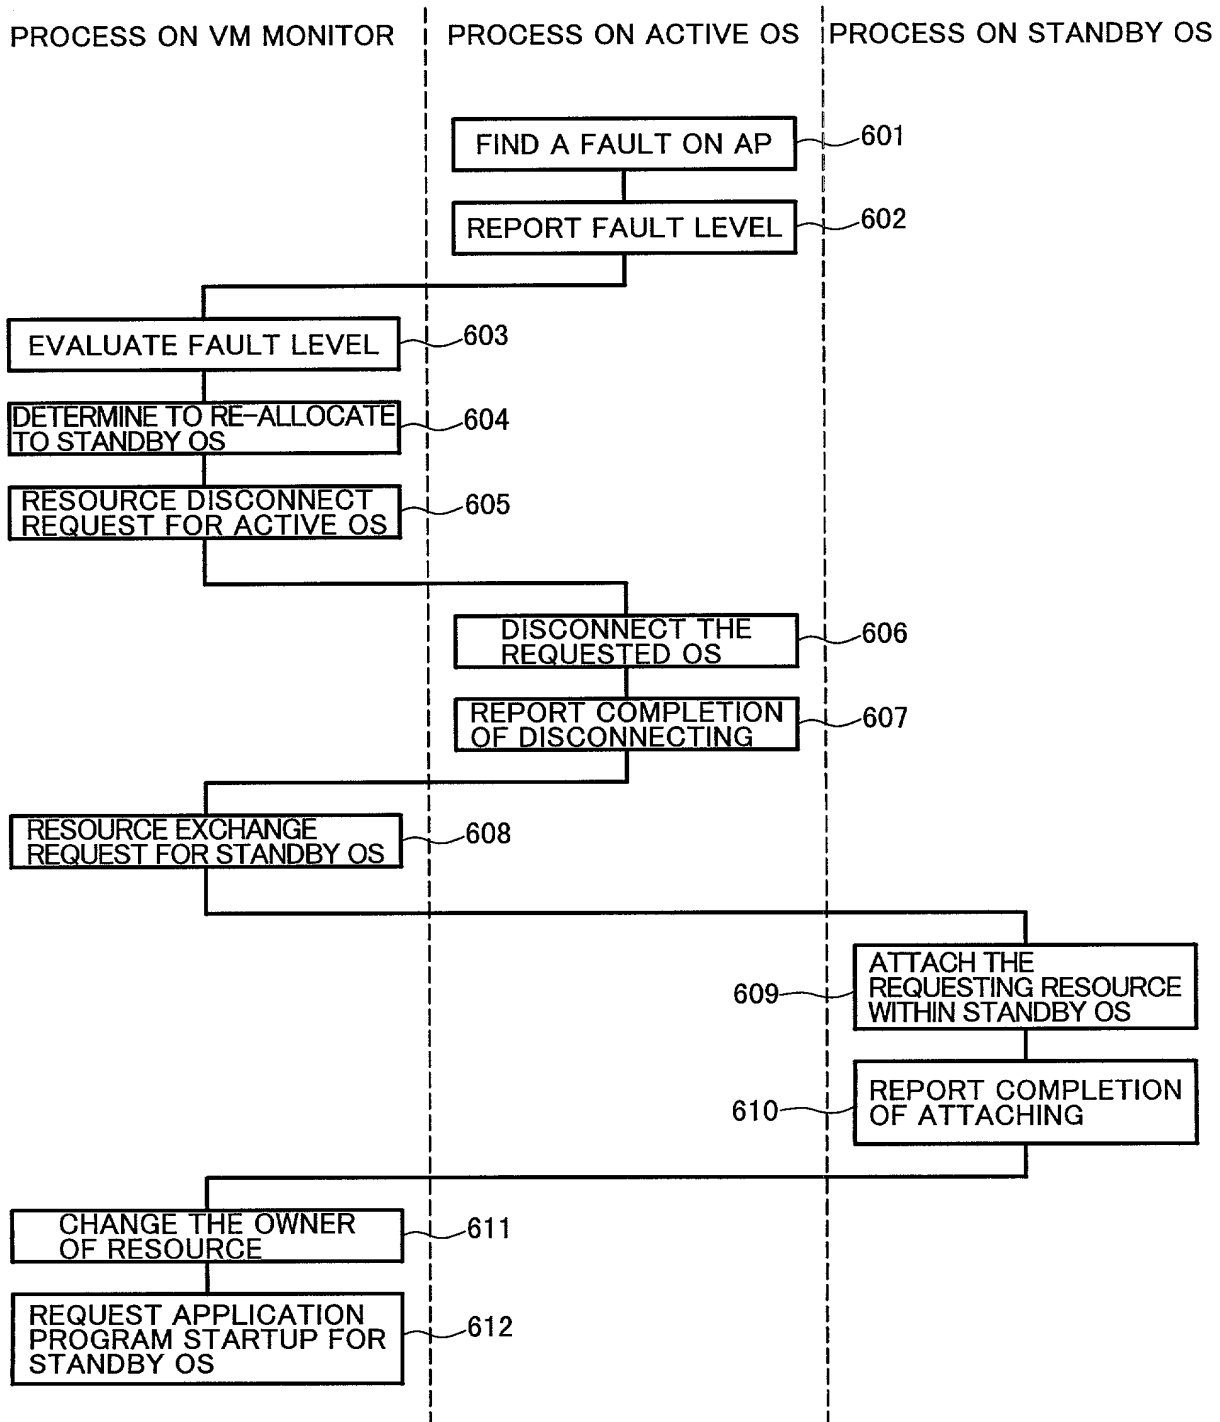 PROCESS ON VM MONITOR
PROCESS ON ACTIVE OS
PROCESS ON STANDBY OS
FIND A FAULT ON AP
601
REPORT FAULT LEVEL
602
EVALUATE FAULT LEVEL
603
DETERMINE TO RE-ALLOCATE
TO STANDBY OS
604
RESOURCE DISCONNECT
REQUEST FOR ACTIVE OS
605
DISCONNECT THE
REQUESTED OS
606
REPORT COMPLETION
OF DISCONNECTING
607
RESOURCE EXCHANGE
REQUEST FOR STANDBY OS
608
ATTACH THE
REQUESTING RESOURCE
WITHIN STANDBY OS
609
REPORT COMPLETION
OF ATTACHING
610
CHANGE THE OWNER
OF RESOURCE
611
REQUEST APPLICATION
PROGRAM STARTUP FOR
STANDBY OS
612